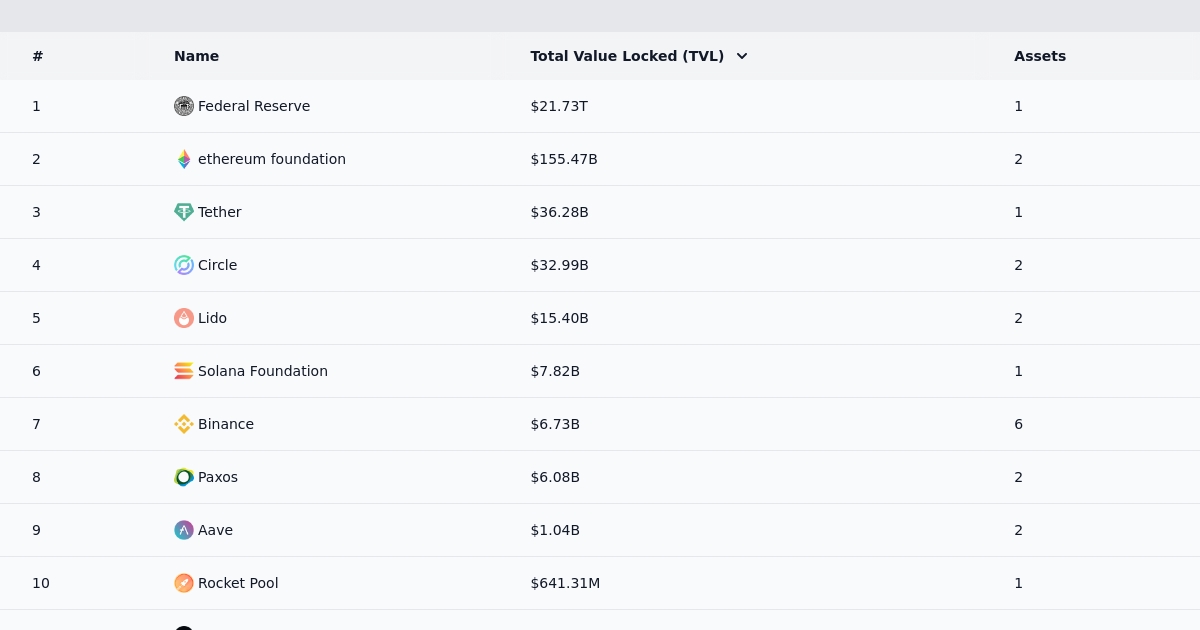 # Name Total Value Locked (TVL) Assets
1 Federal Reserve $21.73T 1
2 ethereum foundation $155.47B 2
3 Tether $36.28B 1
4 Circle $32.99B 2
5 Lido $15.40B 2
6 Solana Foundation $7.82B 1
7 Binance $6.73B 6
8 Paxos $6.08B 2
9 Aave $1.04B 2
10 Rocket Pool $641.31M 1